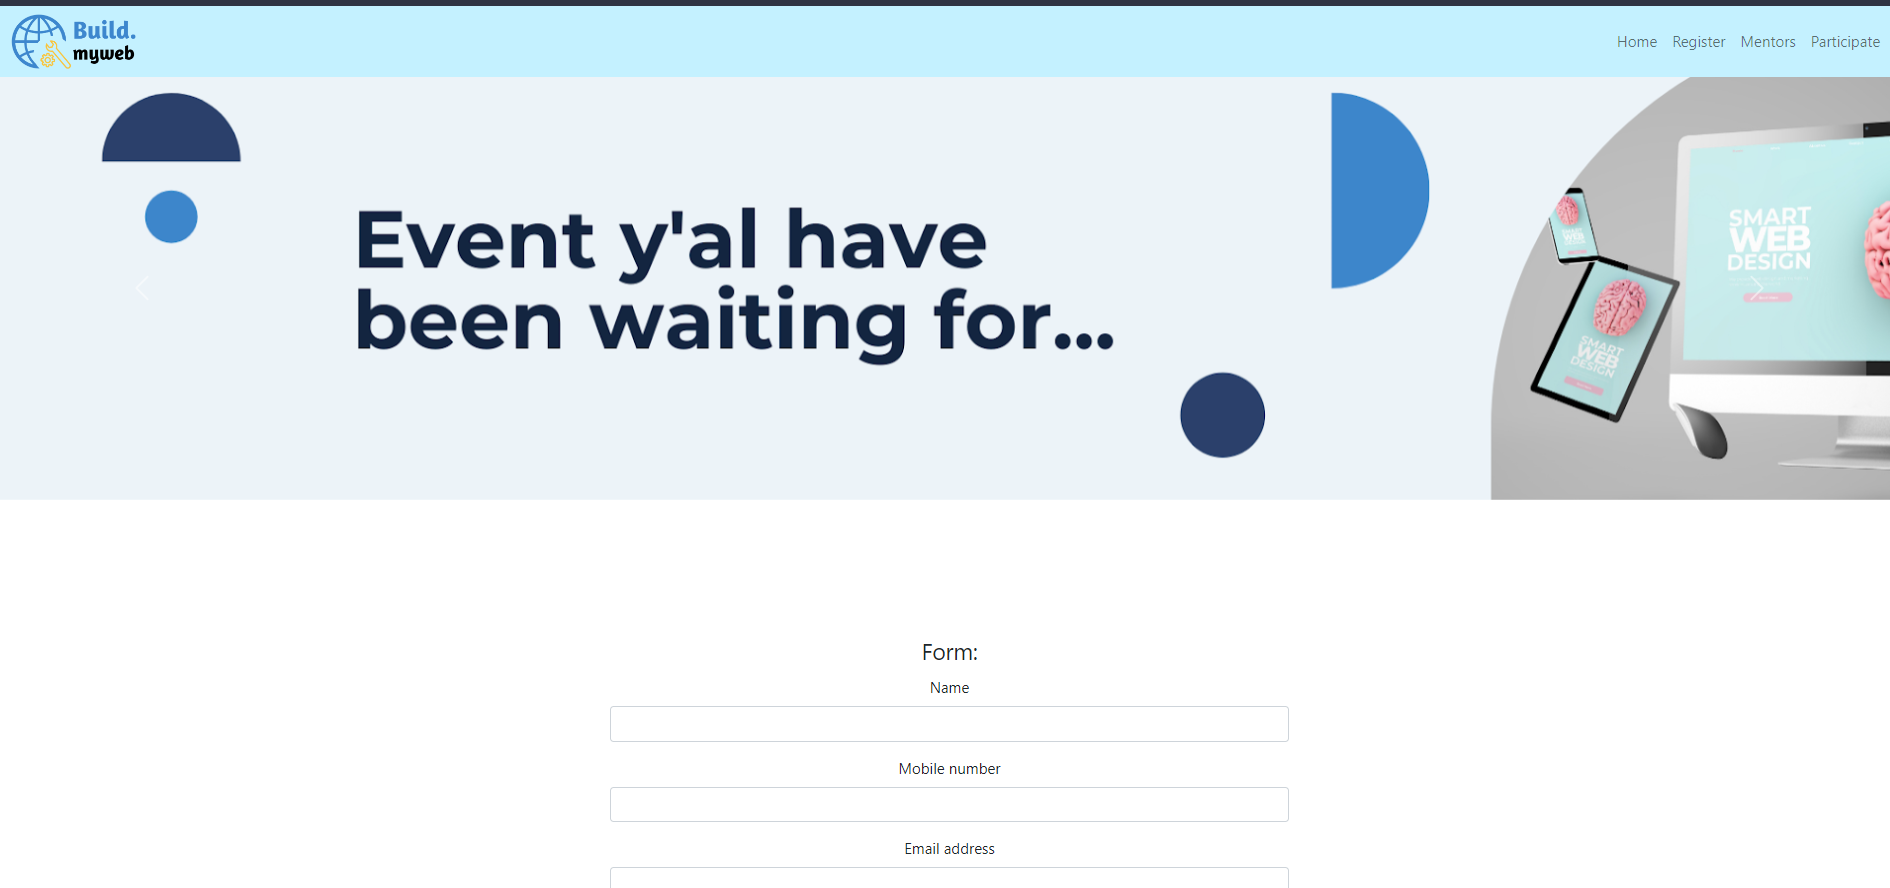 Build.
myweb
Home Register Mentors Participate
Event y'al have
been waiting for...
SMART
WEB
DESIGN
SMART
WEB
DESIGN
Form:
Name
Mobile number
Email address